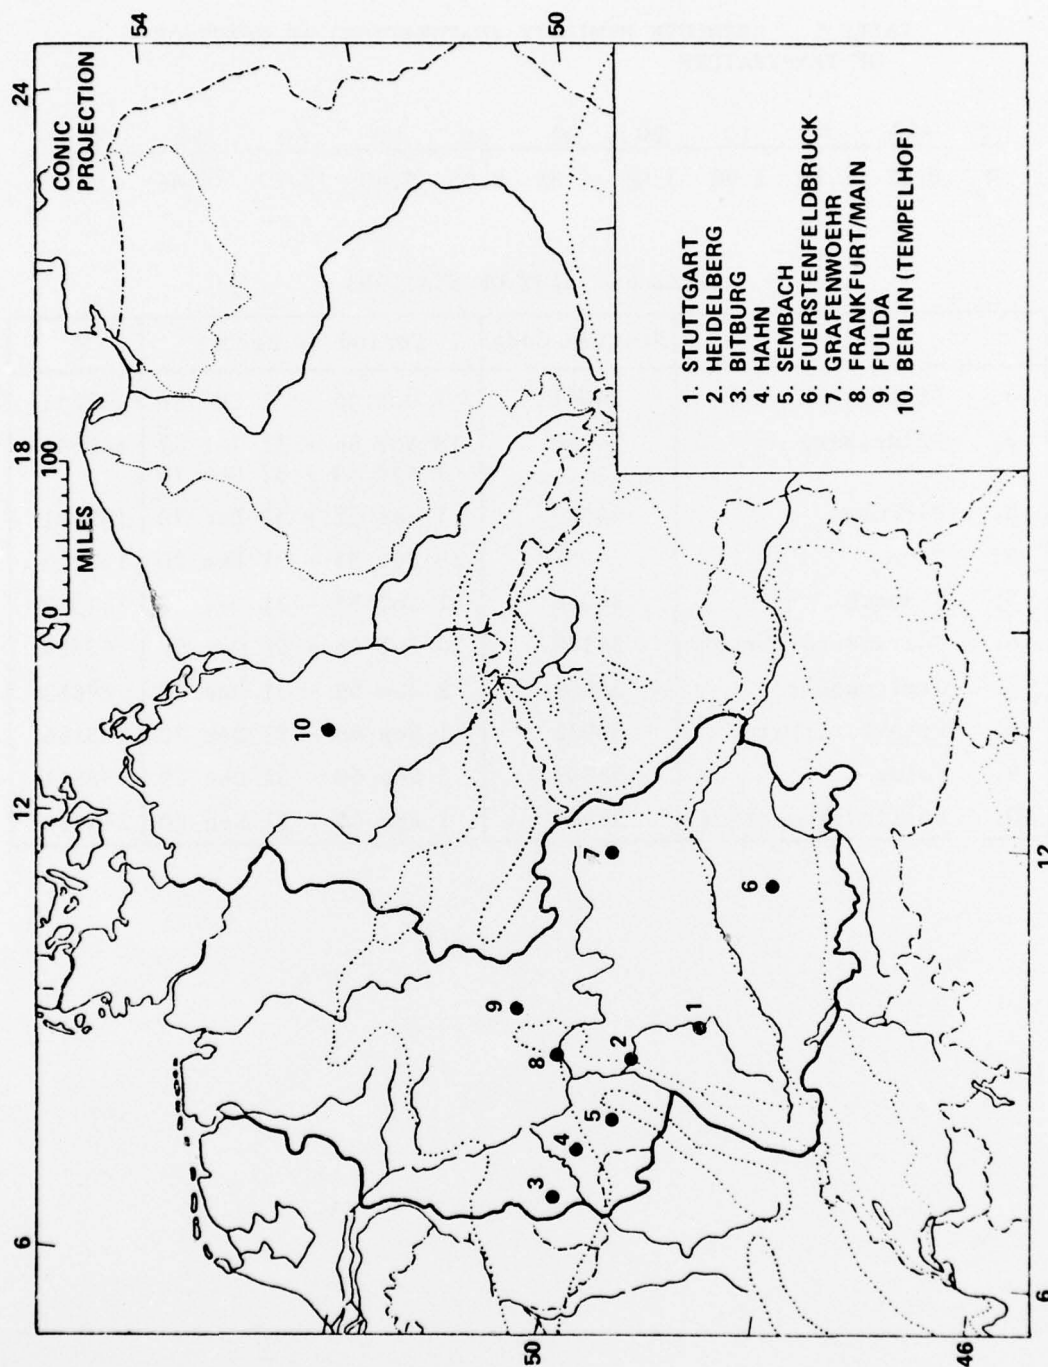 6
12
18
24
CONIC
PROJECTION
0 100
MILES
54
54
50
10
9
8
7
6
5
4
3
2
1
1. STUTTGART
2. HEIDELBERG
3. BITBURG
4. HAHN
5. SEMBACH
6. FUERSTENFELDBRUCK
7. GRAFENWOEHR
8. FRANKFURT/MAIN
9. FULDA
10. BERLIN (TEMPELHOF)
50
46
6
12